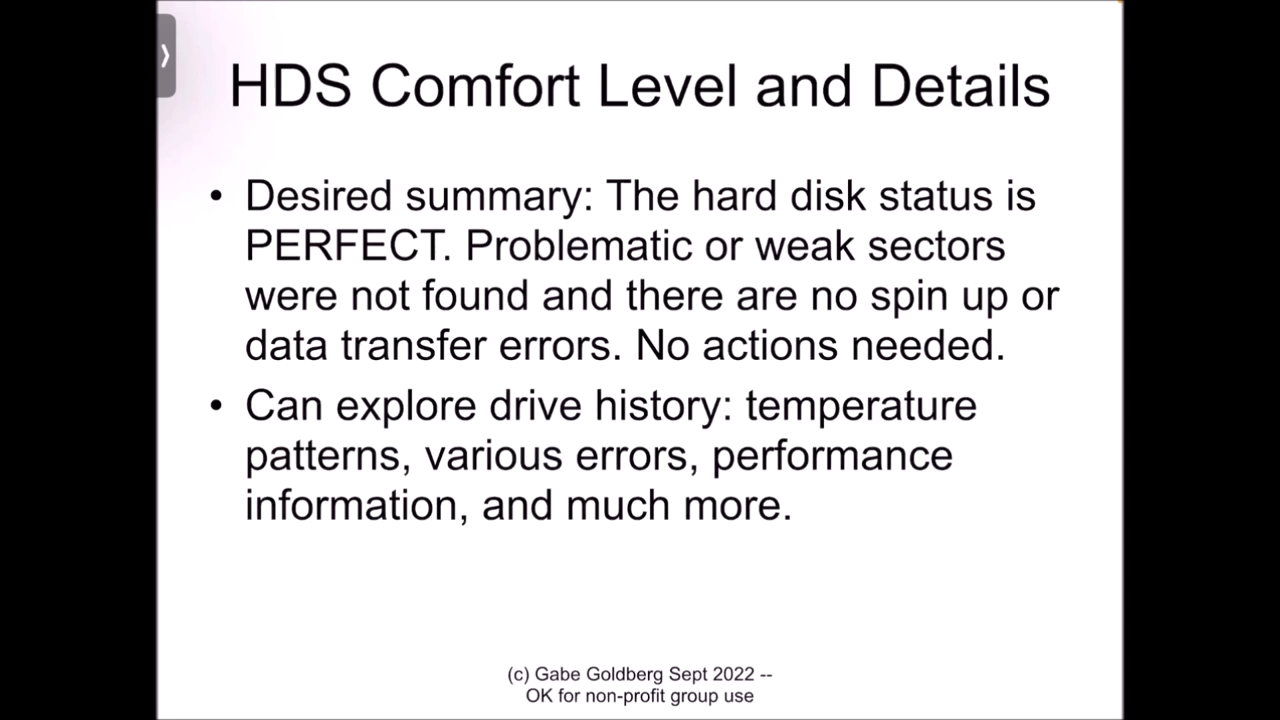 HDS Comfort Level and Details
• Desired summary: The hard disk status is
PERFECT. Problematic or weak sectors
were not found and there are no spin up or
data transfer errors. No actions needed.
• Can explore drive history: temperature
patterns, various errors, performance
information, and much more.
(c) Gabe Goldberg Sept 2022 --
OK for non-profit group use